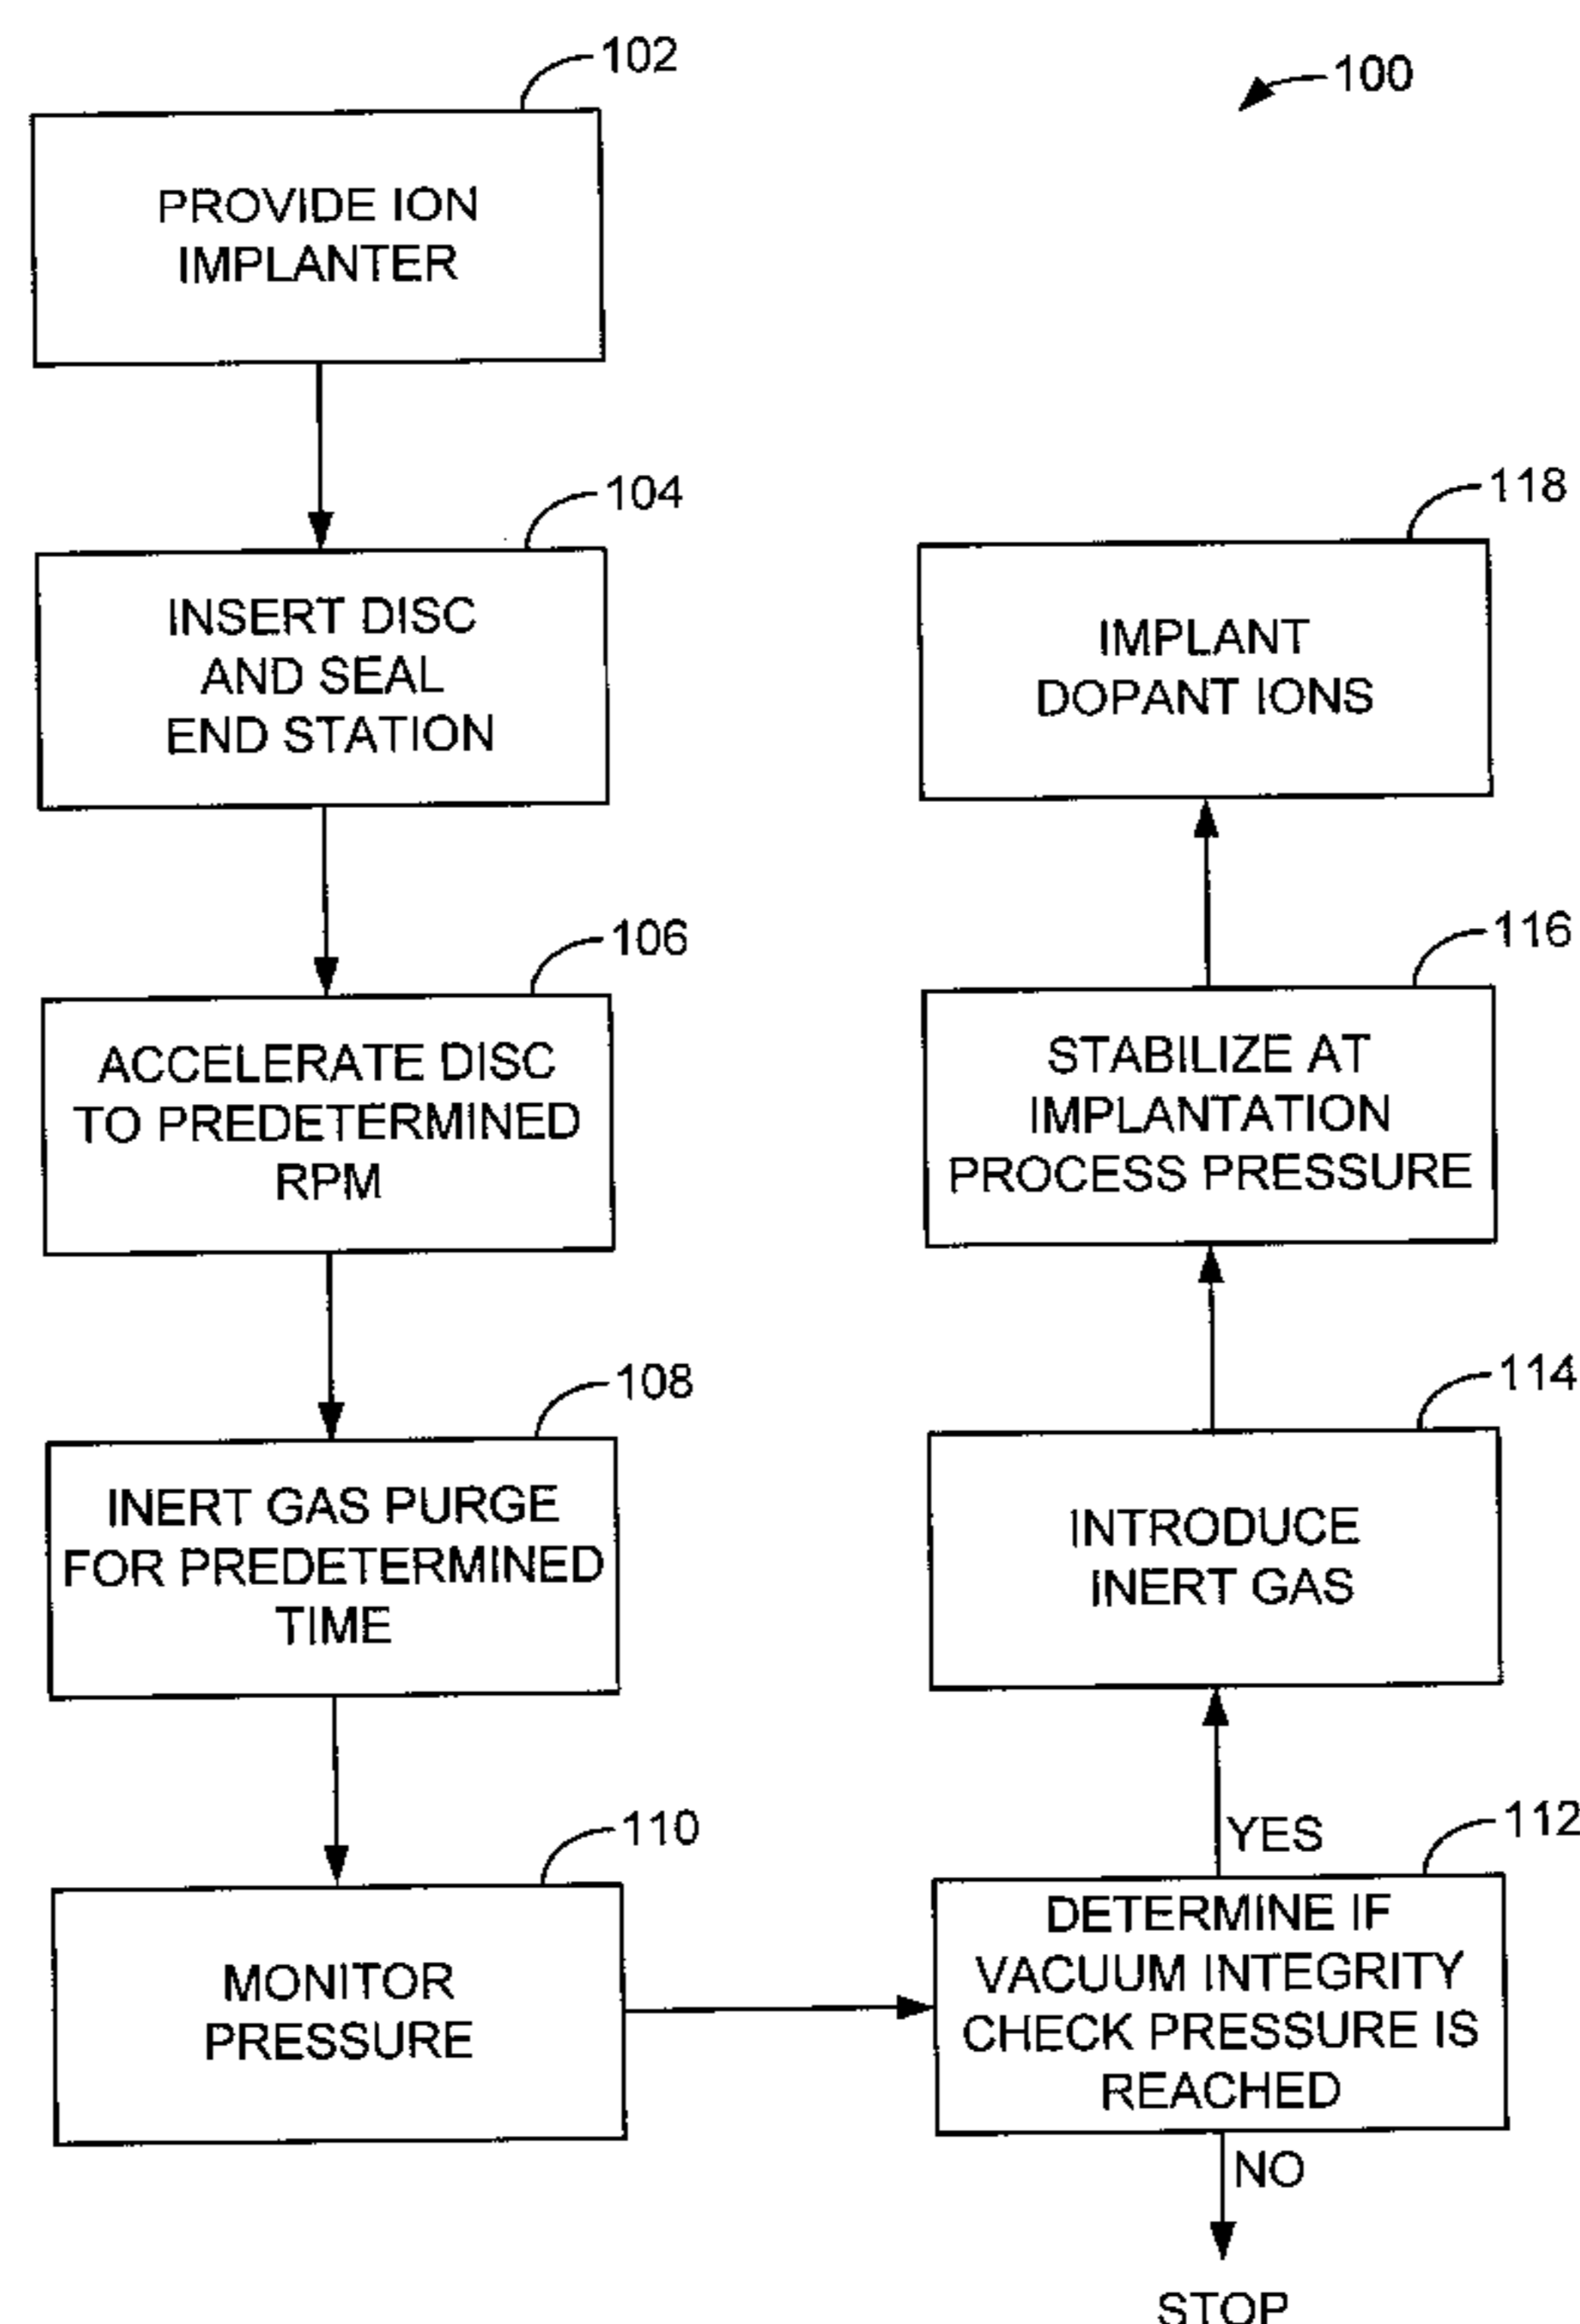 100
102
PROVIDE ION
IMPLANTER
104
INSERT DISC
AND SEAL
END STATION
106
ACCELERATE DISC
TO PREDETERMINED
RPM
108
INERT GAS PURGE
FOR PREDETERMINED
TIME
110
MONITOR
PRESSURE
112
DETERMINE IF
VACUUM INTEGRITY
CHECK PRESSURE IS
REACHED
NO
STOP
YES
114
INTRODUCE
INERT GAS
116
STABILIZE AT
IMPLANTATION
PROCESS PRESSURE
118
IMPLANT
DOPANT IONS